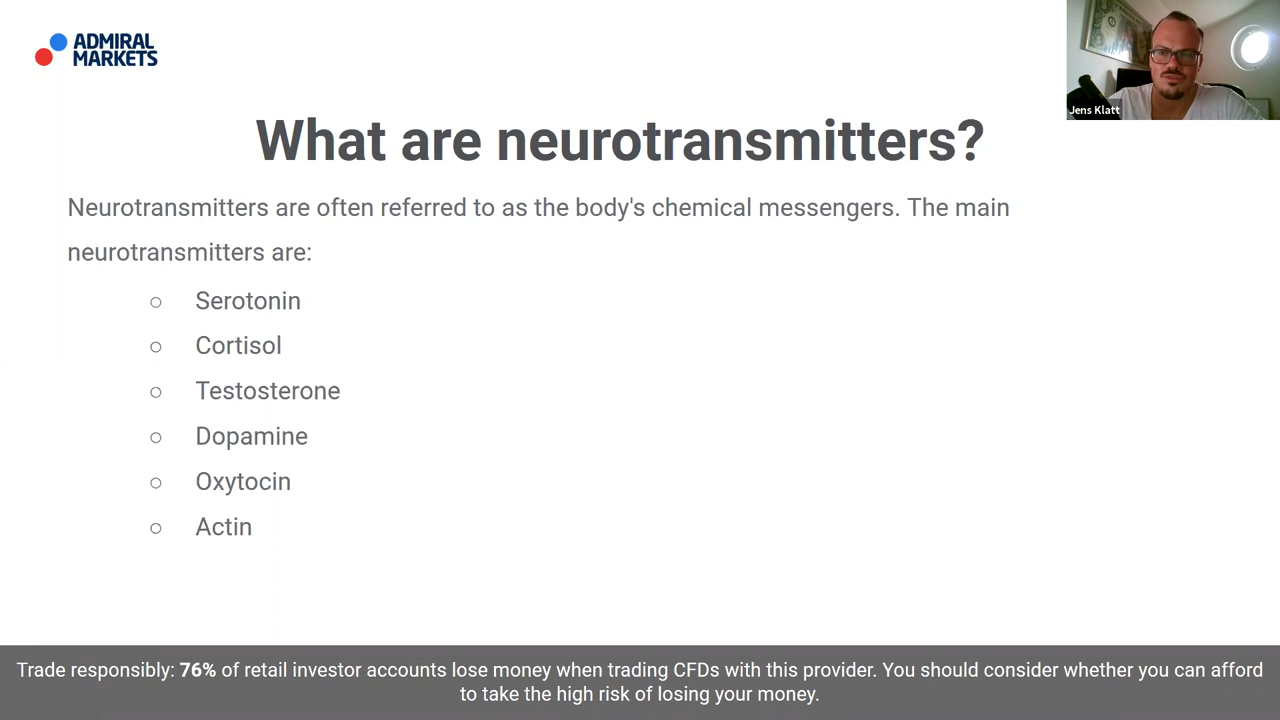 ADMIRAL
MARKETS
Jens Klatt
What are neurotransmitters?
Neurotransmitters are often referred to as the body's chemical messengers. The main
neurotransmitters are:
○ Serotonin
○ Cortisol
○ Testosterone
○ Dopamine
○ Oxytocin
○ Actin
Trade responsibly: 76% of retail investor accounts lose money when trading CFDs with this provider. You should consider whether you can afford
to take the high risk of losing your money.